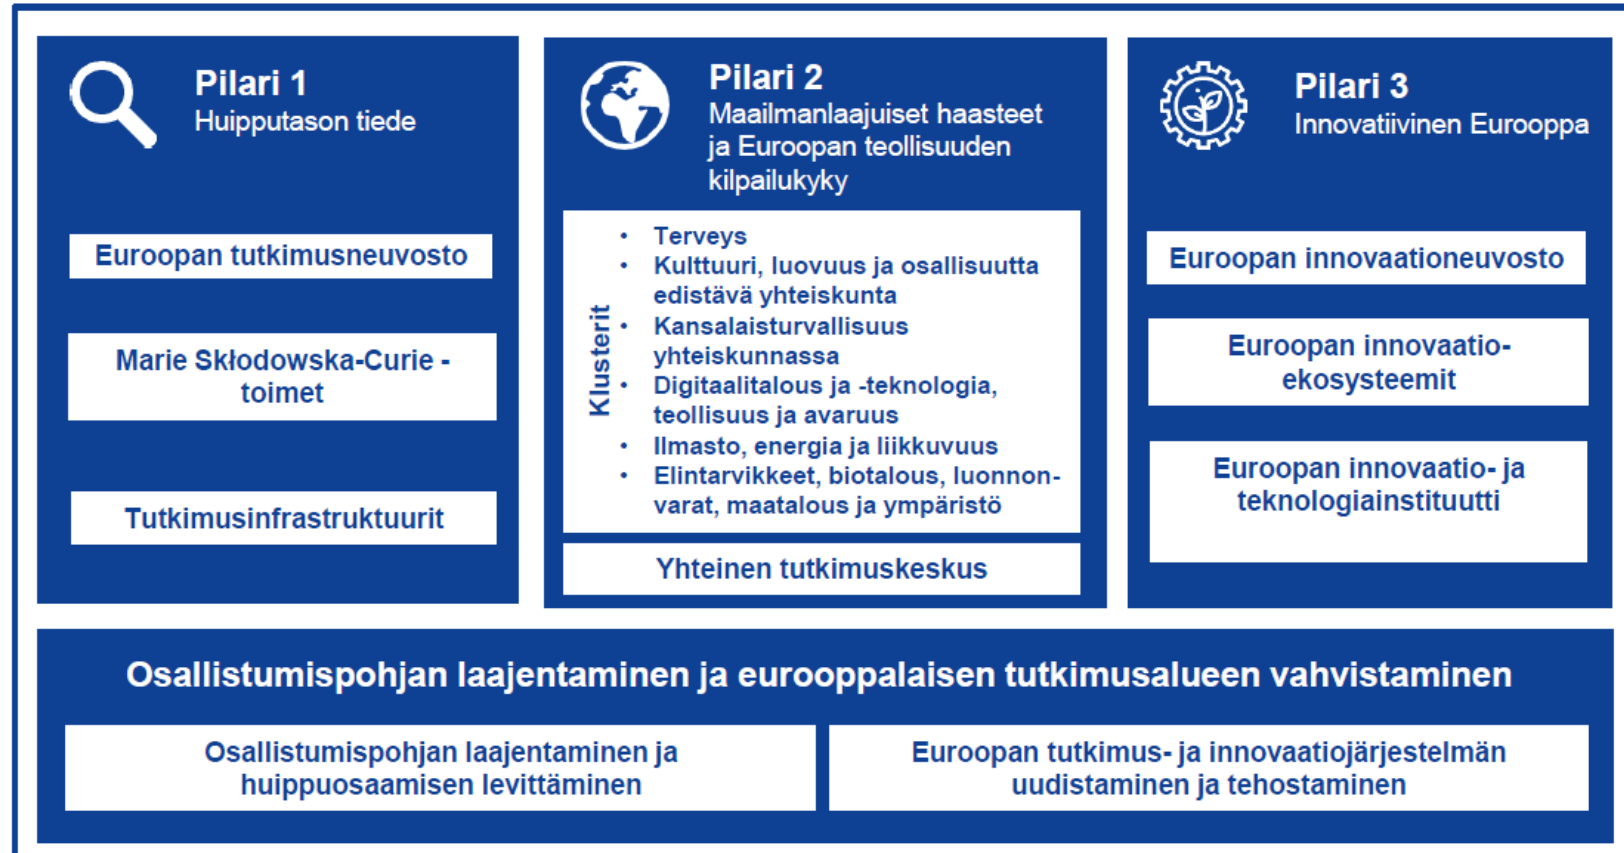 Pilari 1
Huipputason tiede
Euroopan tutkimusneuvosto
Marie Skłodowska-Curie -
toimet
Tutkimusinfrastruktuurit
Pilari 2
Maailmanlaajuiset haasteet
ja Euroopan teollisuuden
kilpailukyky
Klusterit
• Terveys
• Kulttuuri, luovuus ja osallisuutta
edistävä yhteiskunta
• Kansalaisturvallisuus
yhteiskunnassa
• Digitaalitalous ja -teknologia,
teollisuus ja avaruus
• Ilmasto, energia ja liikkuvuus
• Elintarvikkeet, biotalous, luonnon-
varat, maatalous ja ympäristö
Yhteinen tutkimuskeskus
Pilari 3
Innovatiivinen Eurooppa
Euroopan innovaationeuvosto
Euroopan innovaatio-
ekosysteemit
Euroopan innovaatio- ja
teknologiainstituutti
Osallistumispohjan laajentaminen ja eurooppalaisen tutkimusalueen vahvistaminen
Osallistumispohjan laajentaminen ja
huippuosaamisen levittäminen
Euroopan tutkimus- ja innovaatiojärjestelmän
uudistaminen ja tehostaminen